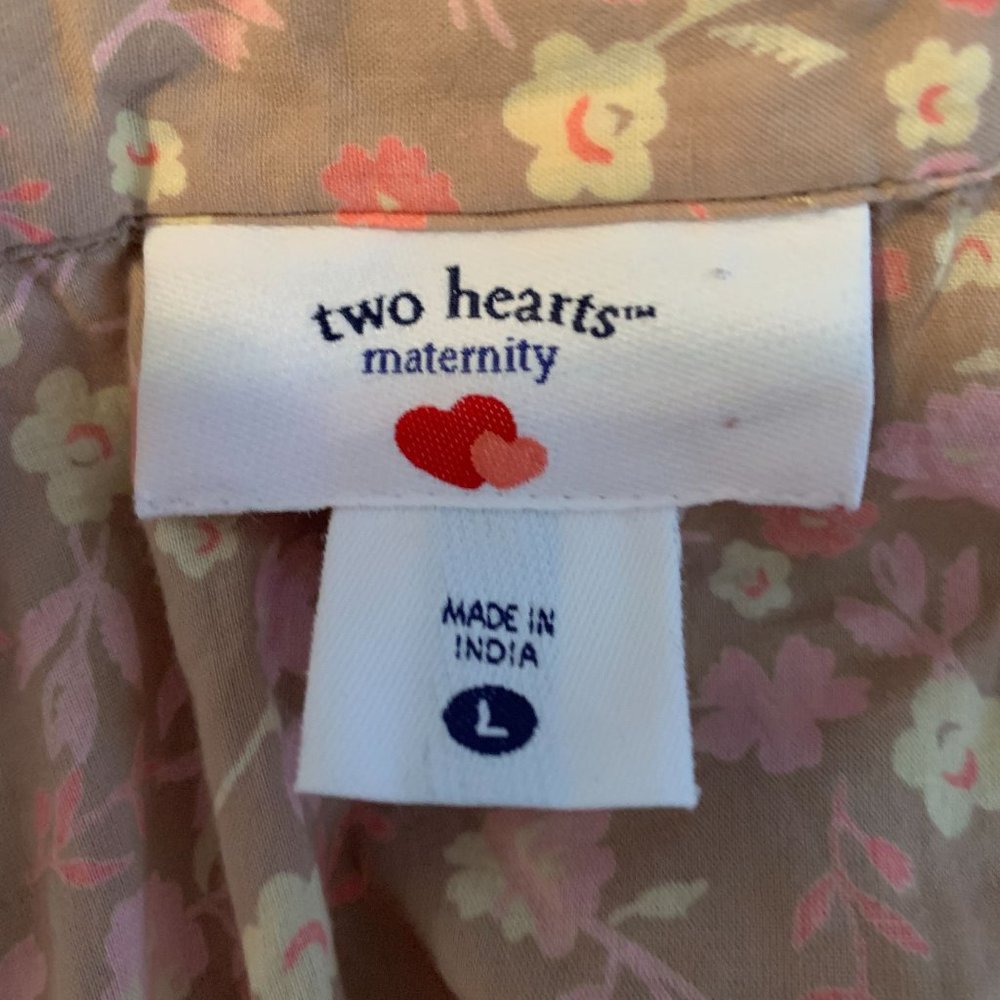 two hearts™
maternity
MADE IN
INDIA
L